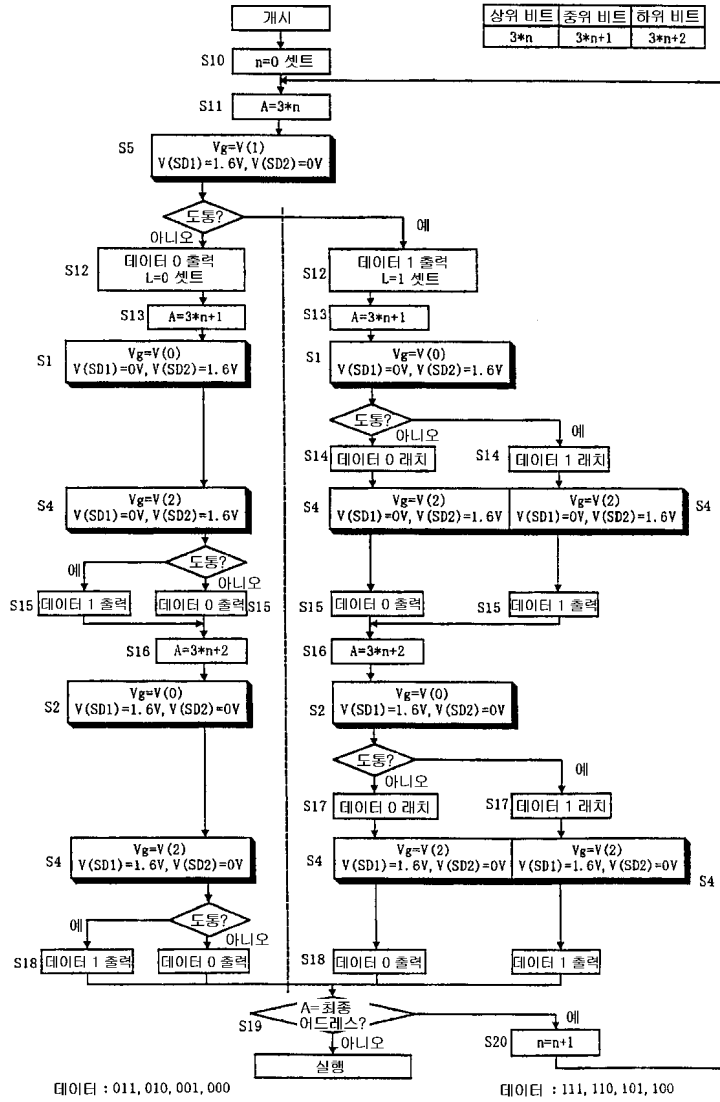 개시
상위 비트 중위 비트 하위 비트
3*n 3*n+1 3*n+2
S10 n=0 셋트
S11 A=3*n
S5 Vg=V(1)
V(SD1)=1.6V, V(SD2)=0V
도통?
아니오 예
S12 데이터 0 출력
L=0 셋트
S12 데이터 1 출력
L=1 셋트
S13 A=3*n+1
S13 A=3*n+1
S1 Vg=V(0)
V(SD1)=0V, V(SD2)=1.6V
S1 Vg=V(0)
V(SD1)=0V, V(SD2)=1.6V
도통?
아니오 예
S14 데이터 0 래치
S14 데이터 1 래치
S4 Vg=V(2)
V(SD1)=0V, V(SD2)=1.6V
S4 Vg=V(2)
V(SD1)=0V, V(SD2)=1.6V
Vg=V(2)
V(SD1)=0V, V(SD2)=1.6V S4
도통?
예 아니오
S15 데이터 1 출력
데이터 0 출력 S15
S15 데이터 0 출력
S15 데이터 1 출력
S16 A=3*n+2
S16 A=3*n+2
S2 Vg=V(0)
V(SD1)=1.6V, V(SD2)=0V
S2 Vg=V(0)
V(SD1)=1.6V, V(SD2)=0V
도통?
아니오 예
S17 데이터 0 래치
S17 데이터 1 래치
S4 Vg=V(2)
V(SD1)=1.6V, V(SD2)=0V
S4 Vg=V(2)
V(SD1)=1.6V, V(SD2)=0V
Vg=V(2)
V(SD1)=1.6V, V(SD2)=0V S4
도통?
예 아니오
S18 데이터 1 출력
데이터 0 출력
S18 데이터 0 출력
데이터 1 출력
S19 A=최종
어드레스?
예
아니오
S20 n=n+1
실행
데이터 : 011, 010, 001, 000
데이터 : 111, 110, 101, 100